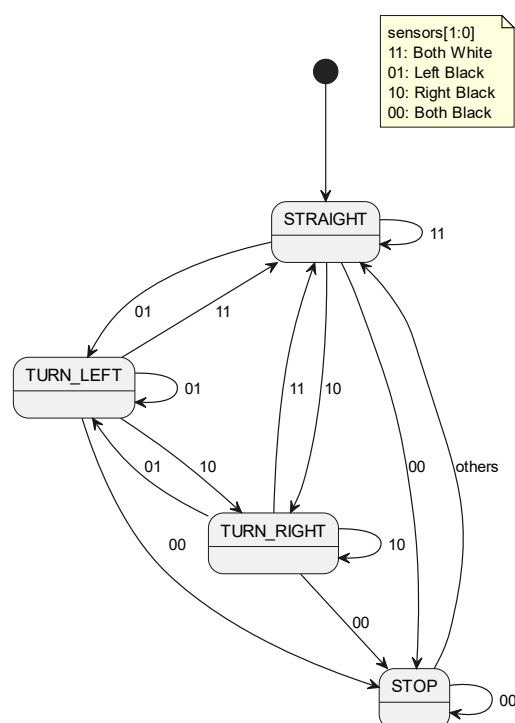 sensors[1:0]
11: Both White
01: Left Black
10: Right Black
00: Both Black
STRAIGHT
11
01
11
TURN_LEFT
01
11
10
00
others
01
10
TURN_RIGHT
10
00
00
STOP
00